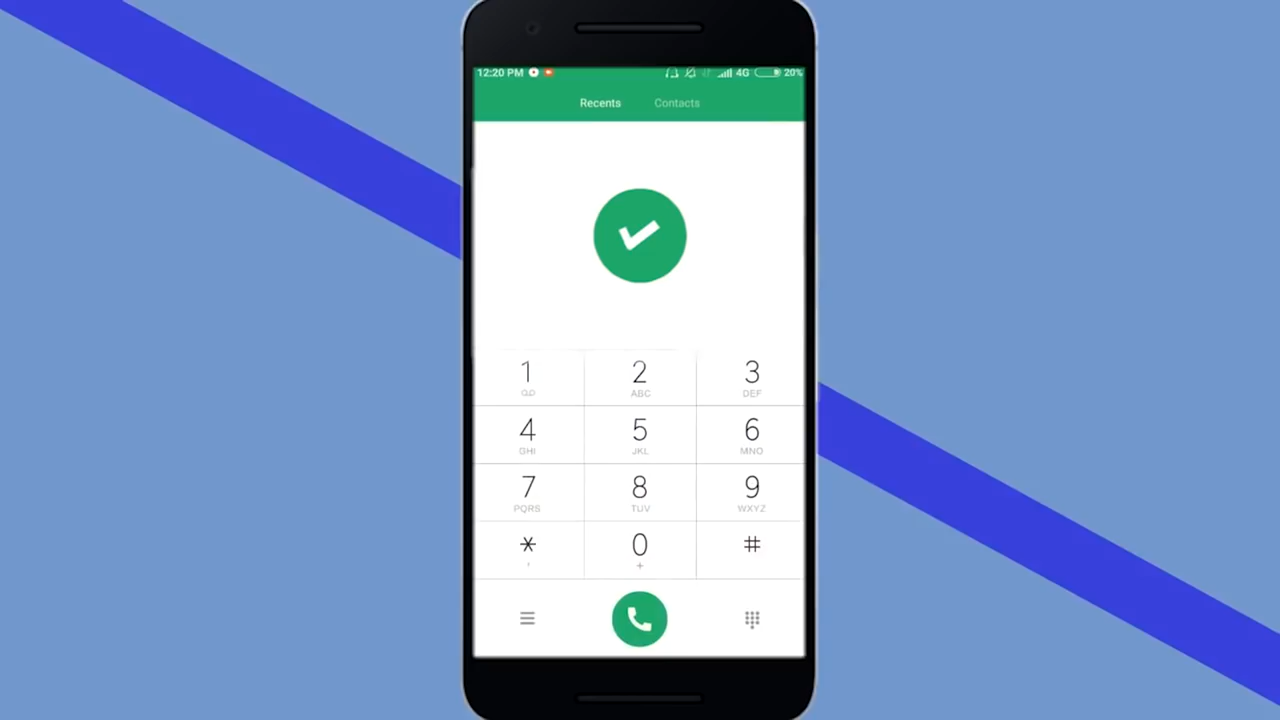 12:20 PM 4G 20%
Recents Contacts
1 2 3
ABC DEF
4 5 6
GHI JKL MNO
7 8 9
PQRS TUV WXYZ
* 0 #
, +